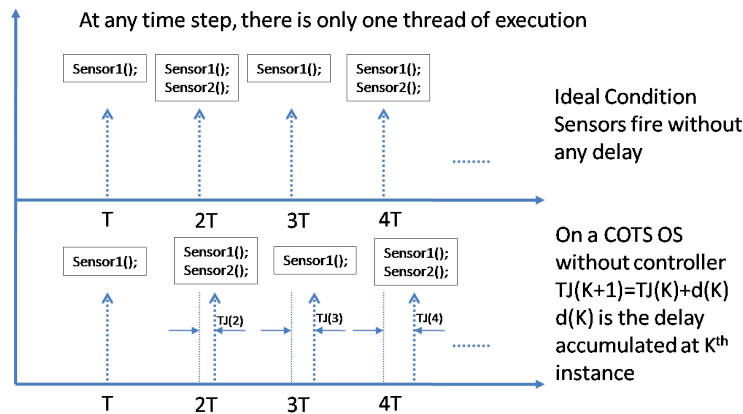 At any time step, there is only one thread of execution
Sensor1();
Sensor1();
Sensor2();
Sensor1();
Sensor1();
Sensor2();
Ideal Condition
Sensors fire without
any delay
........
T
2T
3T
4T
Sensor1();
Sensor1();
Sensor2();
Sensor1();
Sensor1();
Sensor2();
On a COTS OS
without controller
TJ(K+1)=TJ(K)+d(K)
d(K) is the delay
accumulated at Kth
instance
TJ(2)
TJ(3)
TJ(4)
........
T
2T
3T
4T